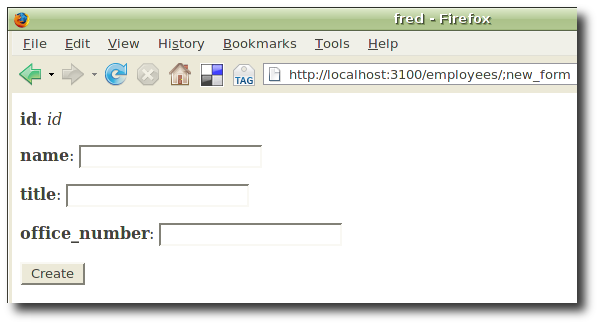 fred - Firefox
File Edit View History Bookmarks Tools Help
TAG http://localhost:3100/employees/;new_form
id: id
name:
title:
office_number:
Create